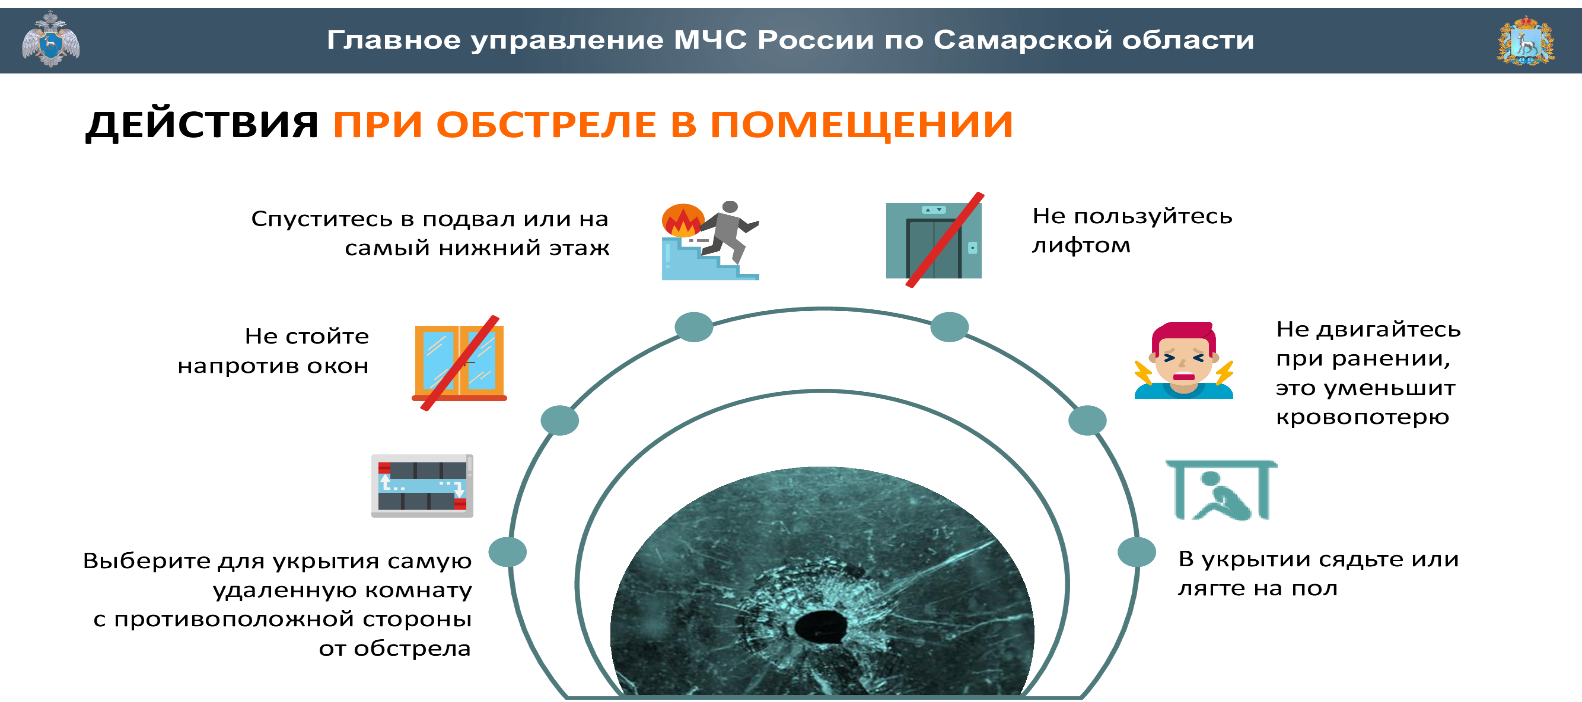 Главное управление МЧС России по Самарской области
ДЕЙСТВИЯ ПРИ ОБСТРЕЛЕ В ПОМЕЩЕНИИ
Спуститесь в подвал или на
самый нижний этаж
Не пользуйтесь
лифтом
Не стойте
напротив окон
Не двигайтесь
при ранении,
это уменьшит
кровопотерю
Выберите для укрытия самую
удаленную комнату
с противоположной стороны
от обстрела
В укрытии сядьте или
лягте на пол